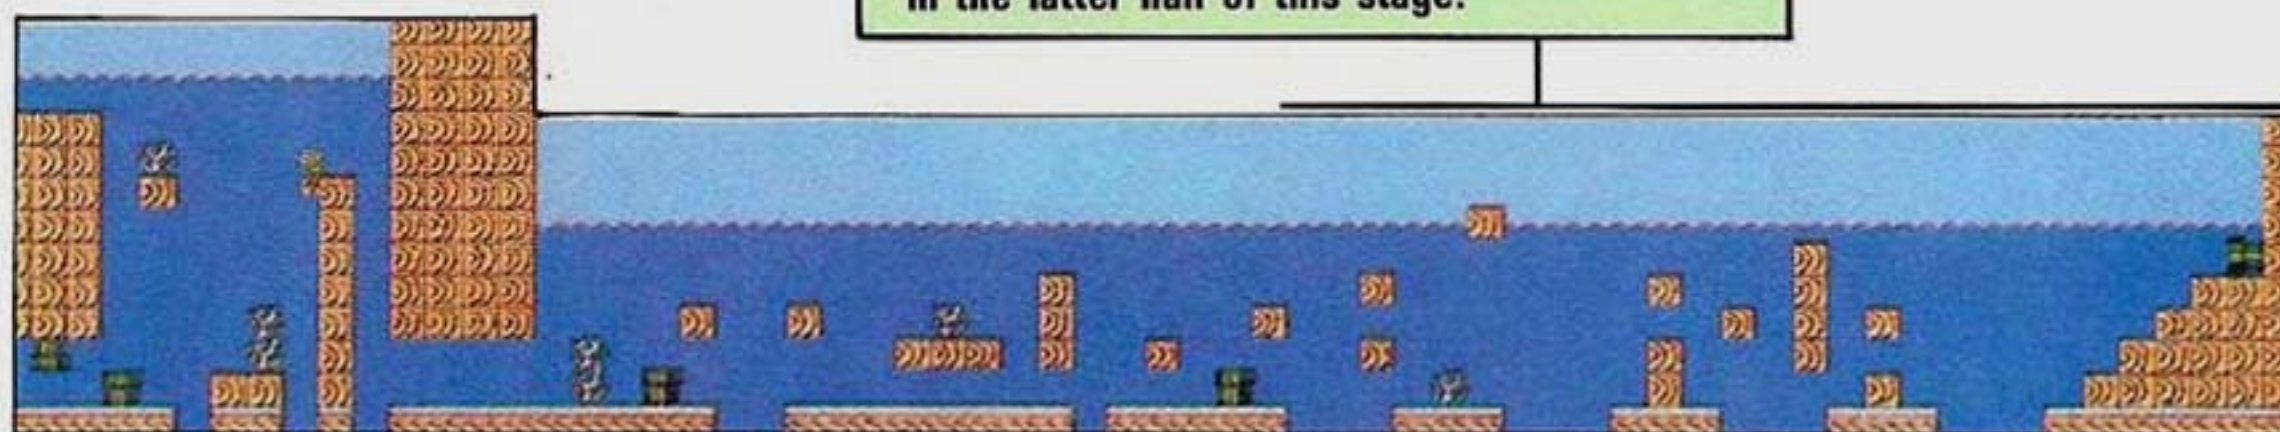 in the latter half of this stage.